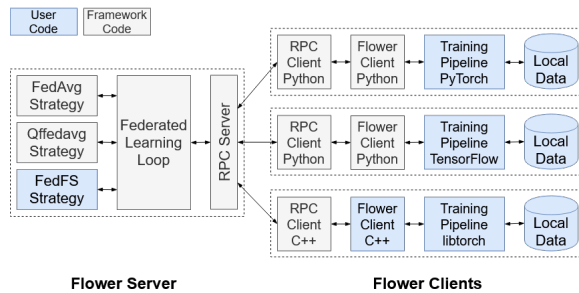 User
Code
Framework
Code
FedAvg
Strategy
Qffedavg
Strategy
FedFS
Strategy
Federated
Learning
Loop
RPC Server
RPC
Client
Python
Flower
Client
Python
Training
Pipeline
PyTorch
Local
Data
RPC
Client
Python
Flower
Client
Python
Training
Pipeline
TensorFlow
Local
Data
RPC
Client
C++
Flower
Client
C++
Training
Pipeline
libtorch
Local
Data
Flower Server
Flower Clients